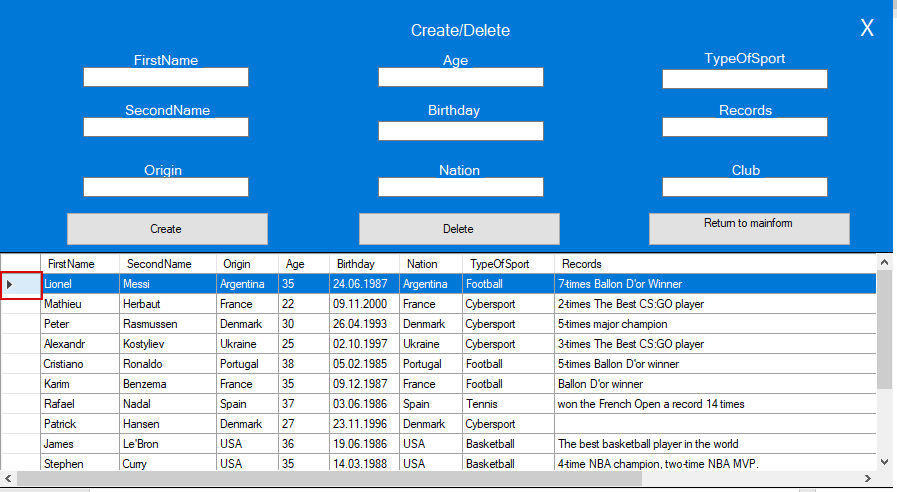 Create/Delete X
FirstName Age TypeOfSport
SecondName Birthday Records
Origin Nation Club
Create Delete Return to mainform
FirstName SecondName Origin Age Birthday Nation TypeOfSport Records
Lionel Messi Argentina 35 24.06.1987 Argentina Football 7-times Ballon D'or Winner
Mathieu Herbaut France 22 09.11.2000 France Cybersport 2-times The Best CS:GO player
Peter Rasmussen Denmark 30 26.04.1993 Denmark Cybersport 5-times major champion
Alexandr Kostyliev Ukraine 25 02.10.1997 Ukraine Cybersport 3-times The Best CS:GO player
Cristiano Ronaldo Portugal 38 05.02.1985 Portugal Football 5-times Ballon D'or winner
Karim Benzema France 35 09.12.1987 France Football Ballon D'or winner
Rafael Nadal Spain 37 03.06.1986 Spain Tennis won the French Open a record 14 times
Patrick Hansen Denmark 27 23.11.1996 Denmark Cybersport
James Le'Bron USA 36 19.06.1986 USA Basketball The best basketball player in the world
Stephen Curry USA 35 14.03.1988 USA Basketball 4-time NBA champion, two-time NBA MVP.